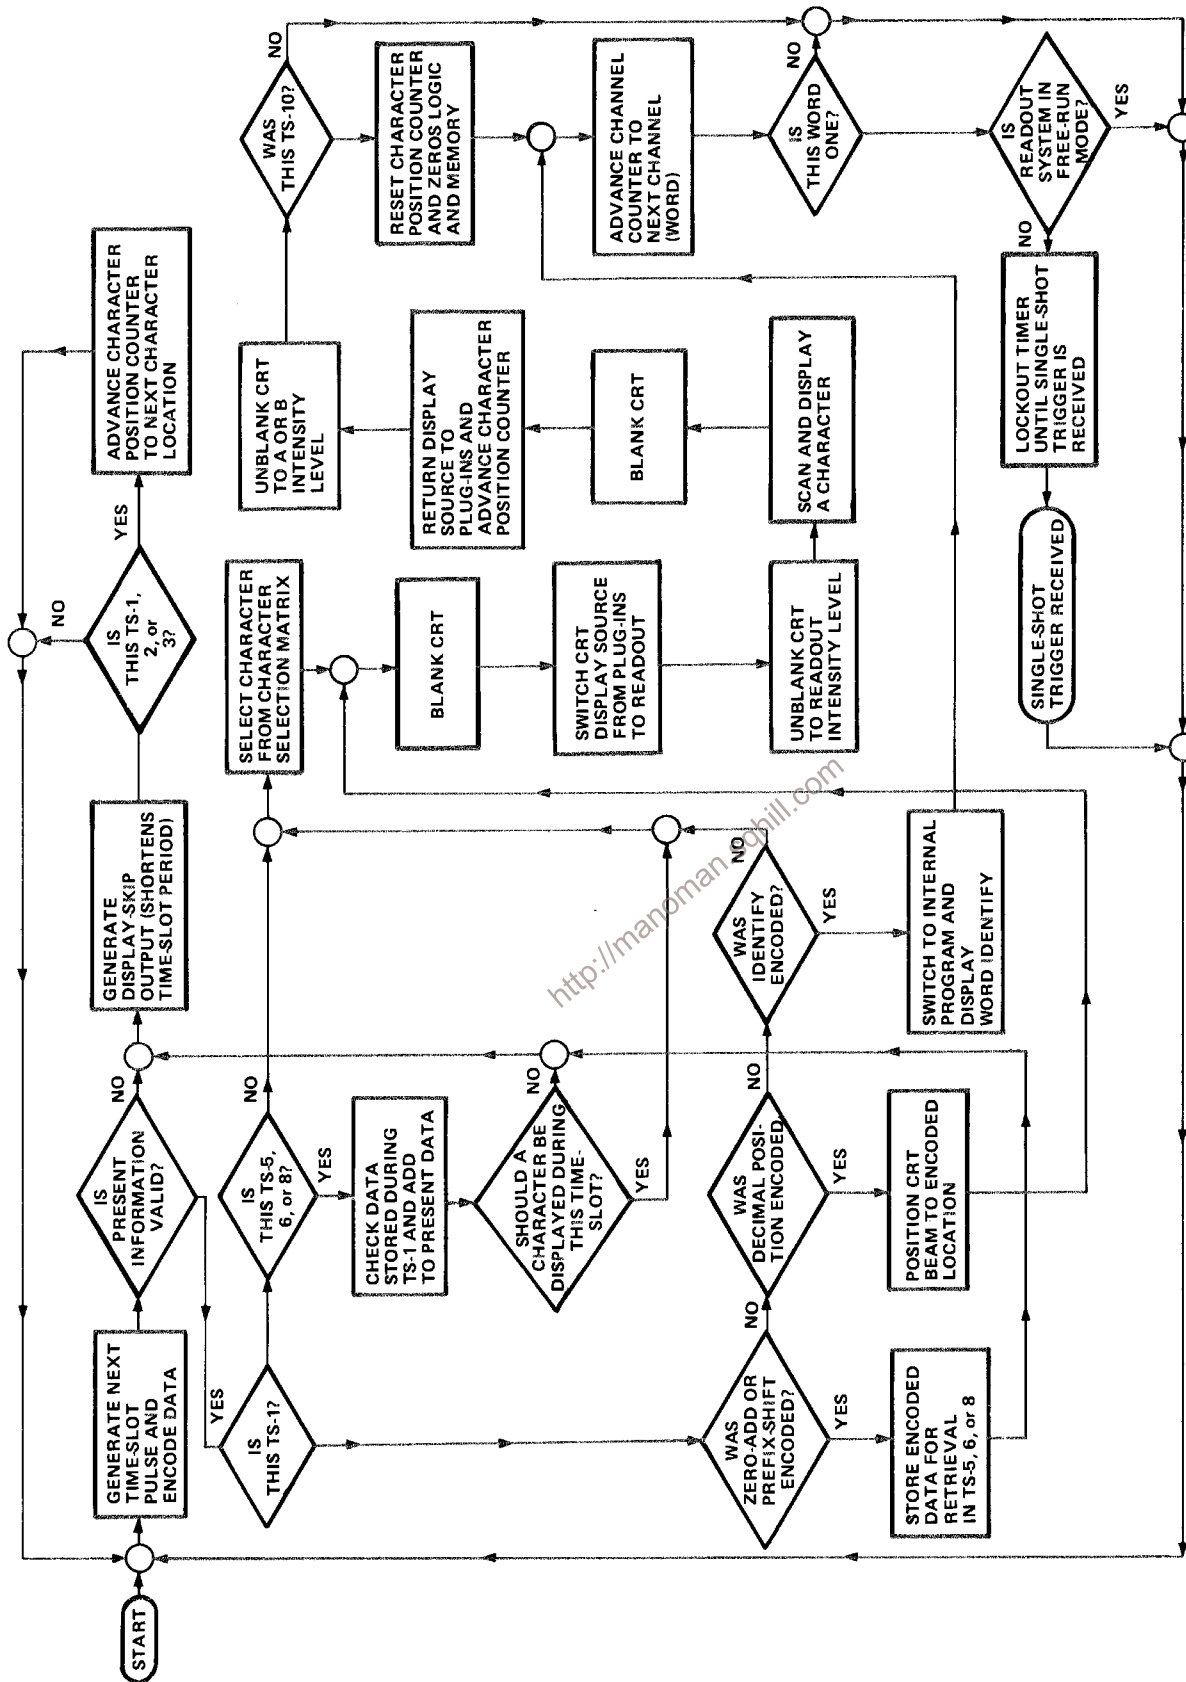 START
GENERATE NEXT
TIME-SLOT
PULSE AND
ENCODE DATA
IS
PRESENT
INFORMATION
VALID?
NO
YES
GENERATE
DISPLAY-SKIP
OUTPUT (SHORTENS
TIME-SLOT PERIOD)
IS
THIS TS-1,
2, or
3?
NO
YES
ADVANCE CHARACTER
POSITION COUNTER
TO NEXT CHARACTER
LOCATION
IS
THIS TS-1?
IS
THIS TS-5,
6, or 8?
NO
YES
CHECK DATA
STORED DURING
TS-1 AND ADD
TO PRESENT DATA
SHOULD A
CHARACTER BE
DISPLAYED DURING
THIS TIME-
SLOT?
NO
YES
WAS
ZERO-ADD OR
PREFIX-SHIFT
ENCODED?
NO
YES
STORE ENCODED
DATA FOR
RETRIEVAL
IN TS-5, 6, or 8
WAS
DECIMAL POSI-
TION ENCODED,
NO
YES
POSITION CRT
BEAM TO ENCODED
LOCATION
WAS
IDENTIFY
ENCODED?
NO
YES
SWITCH TO INTERNAL
PROGRAM AND
DISPLAY
WORD IDENTIFY
SELECT CHARACTER
FROM CHARACTER
SELECTION MATRIX
BLANK CRT
SWITCH CRT
DISPLAY SOURCE
FROM PLUG-INS
TO READOUT
UNBLANK CRT
TO READOUT
INTENSITY LEVEL
SCAN AND DISPLAY
A CHARACTER
BLANK CRT
RETURN DISPLAY
SOURCE TO
PLUG-INS AND
ADVANCE CHARACTER
POSITION COUNTER
UNBLANK CRT
TO A OR B
INTENSITY
LEVEL
WAS
THIS TS-10?
NO
RESET CHARACTER
POSITION COUNTER
AND ZEROS LOGIC
AND MEMORY
ADVANCE CHANNEL
COUNTER TO
NEXT CHANNEL
(WORD)
IS
THIS WORD
ONE?
NO
IS
READOUT
SYSTEM IN
FREE-RUN
MODE?
YES
NO
LOCKOUT TIMER
UNTIL SINGLE-SHOT
TRIGGER IS
RECEIVED
SINGLE-SHOT
TRIGGER RECEIVED
http://manoman.sqhill.com